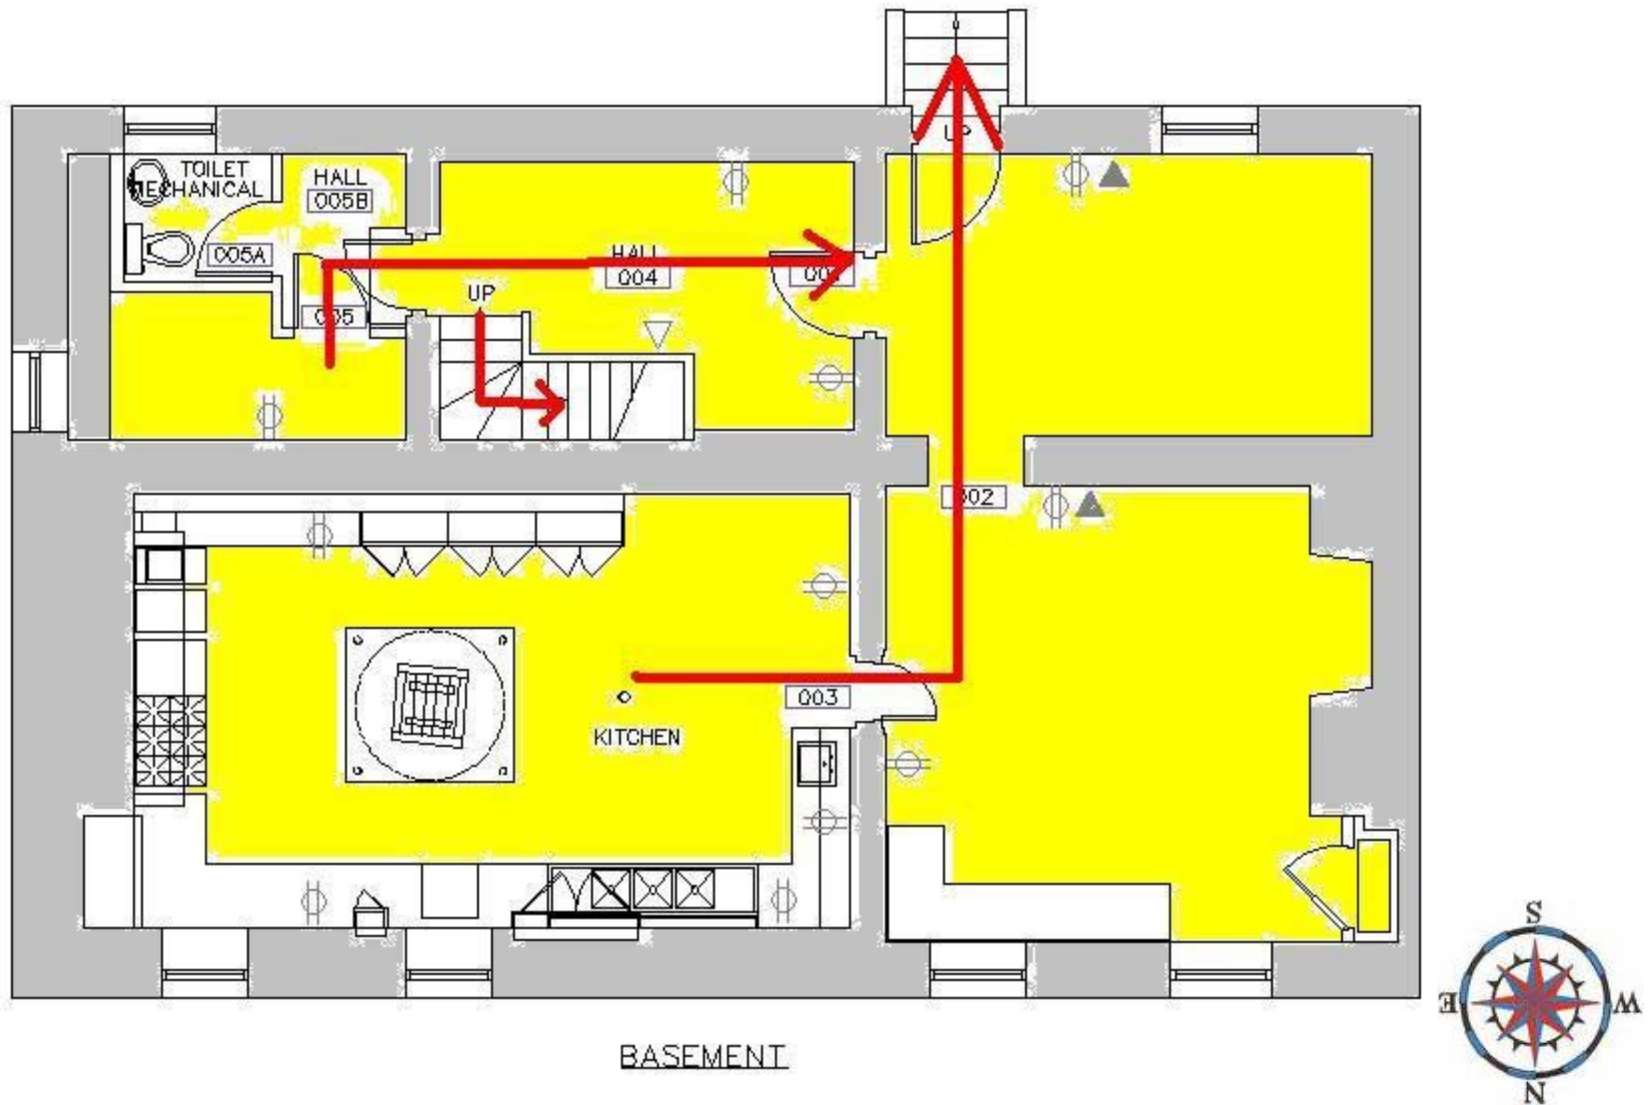 UP
TOILET
MECHANICAL
HALL
005B
005A
HALL
004
UP
005
002
003
KITCHEN
S
E
W
N
BASEMENT